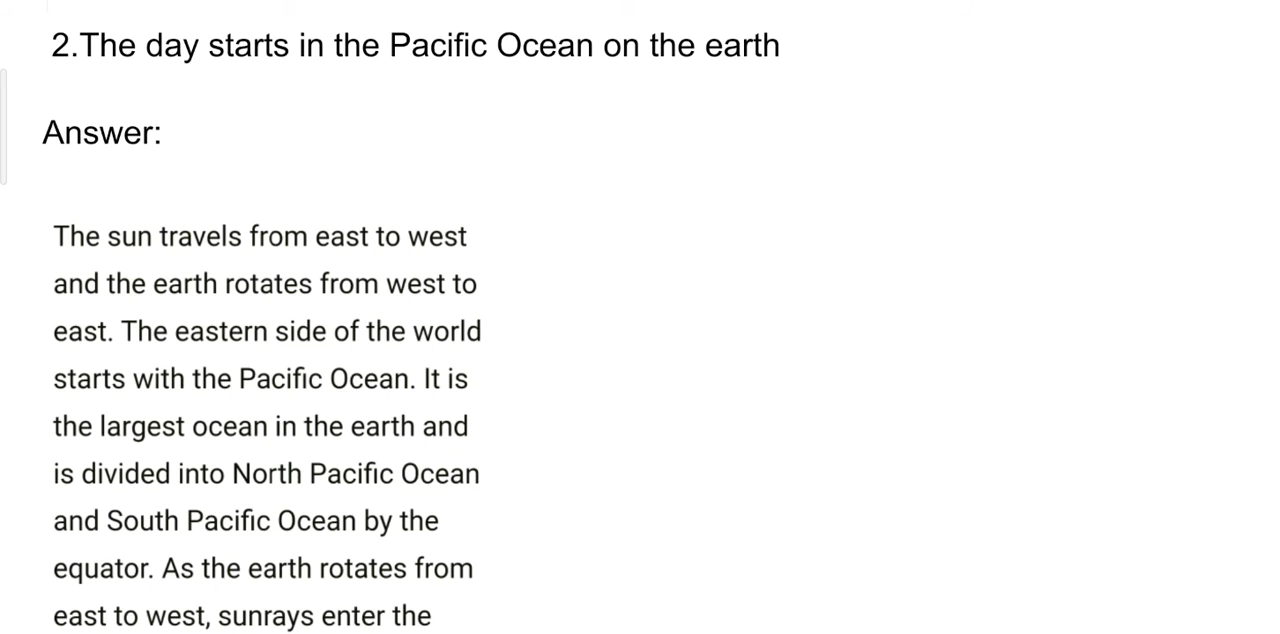 2.The day starts in the Pacific Ocean on the earth
Answer:
The sun travels from east to west
and the earth rotates from west to
east. The eastern side of the world
starts with the Pacific Ocean. It is
the largest ocean in the earth and
is divided into North Pacific Ocean
and South Pacific Ocean by the
equator. As the earth rotates from
east to west, sunrays enter the